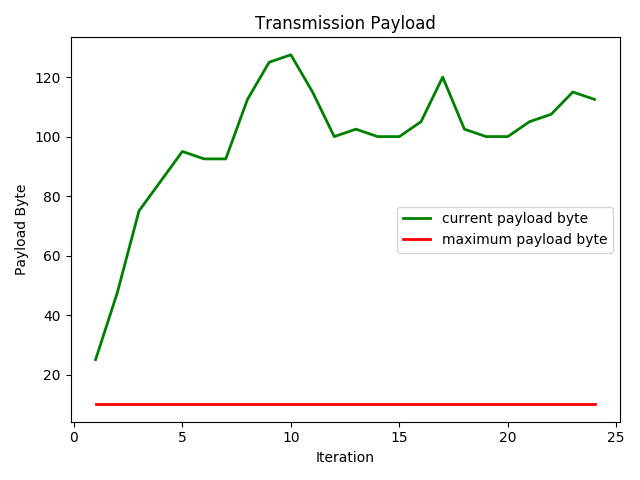 Transmission Payload
Payload Byte
120
100
80
60
40
20
current payload byte
maximum payload byte
0
5
10
15
20
25
Iteration